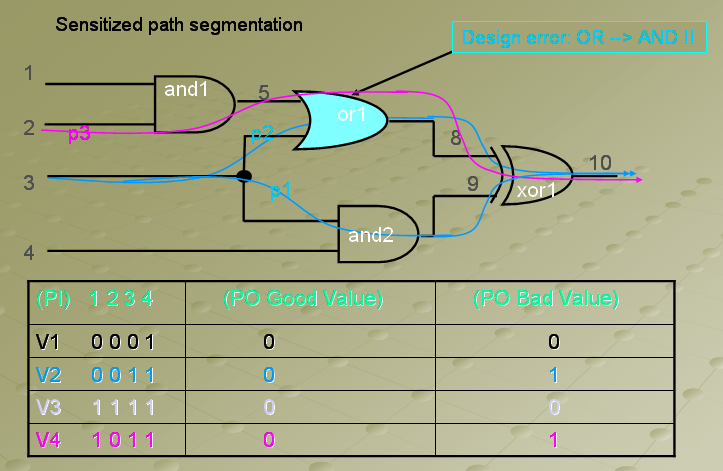 Sensitized path segmentation
Design error: OR --> AND !!
1
and1
5
or1
2
p3
p2
8
10
3
p1
9
xor1
4
and2
(PI) 1 2 3 4 (PO Good Value) (PO Bad Value)
V1 0 0 0 1 0 0
V2 0 0 1 1 0 1
V3 1 1 1 1 0 0
V4 1 0 1 1 0 1